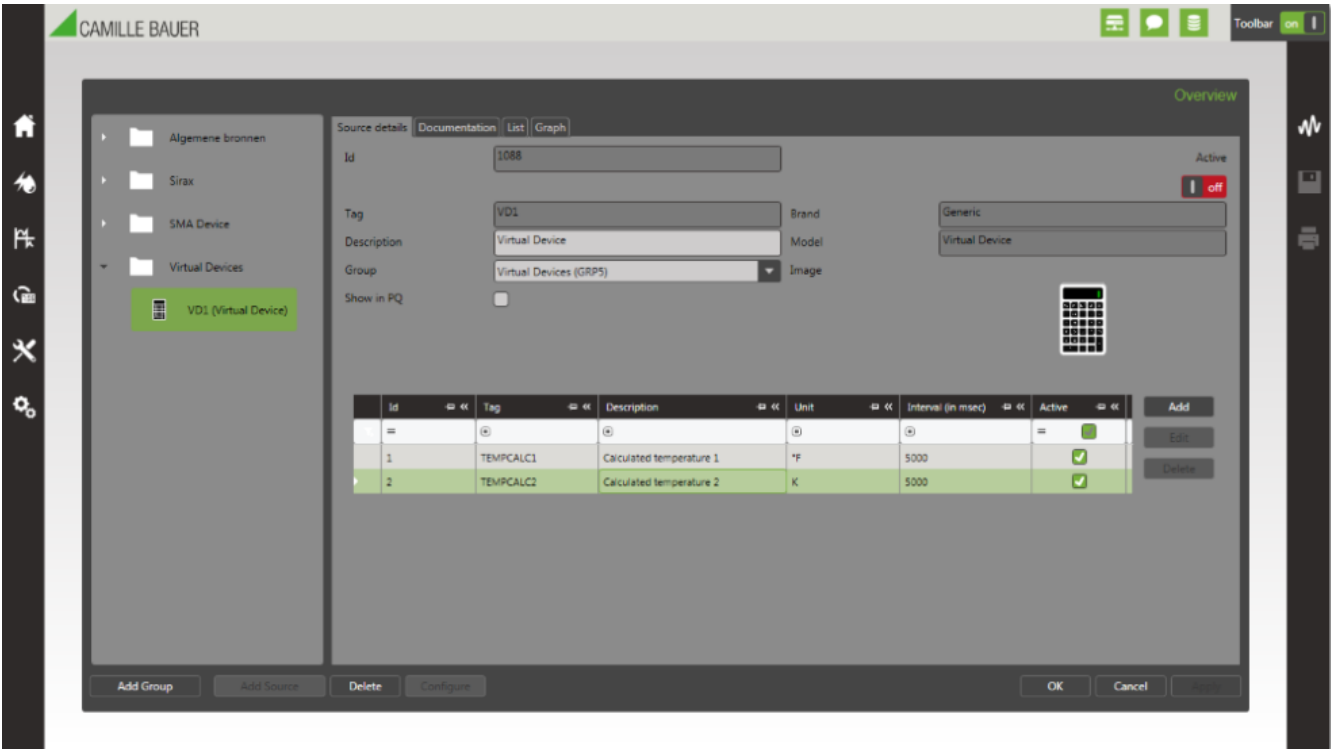 CAMILLE BAUER
Toolbar on
Overview
Algemene bronnen
Sirax
SMA Device
Virtual Devices
VD1 (Virtual Device)
Source details Documentation List Graph
Id 1088 Active
off
Tag VD1 Brand Generic
Description Virtual Device Model Virtual Device
Group Virtual Devices (GRP5) Image
Show in PQ
Id Tag Description Unit Interval (in msec) Active Add
= = Edit
1 TEMPCALC1 Calculated temperature 1 °F 5000
Delete
2 TEMPCALC2 Calculated temperature 2 K 5000
Add Group Add Source Delete Configure OK Cancel Apply